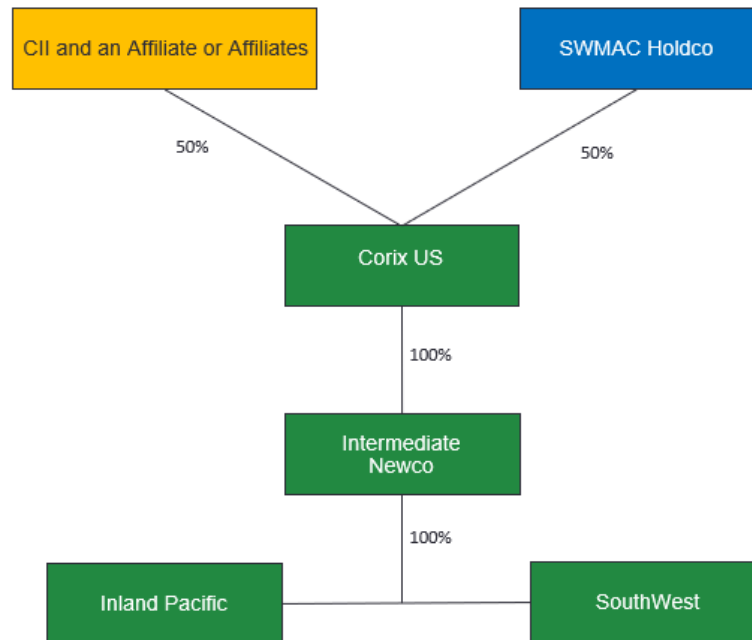 CII and an Affiliate or Affiliates
SWMAC Holdco
50%
50%
Corix US
100%
Intermediate
Newco
100%
Inland Pacific
SouthWest